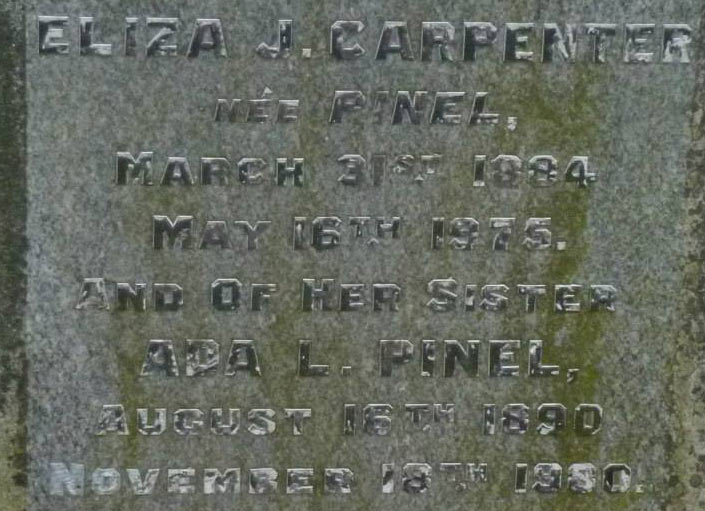 ELIZA J. CARPENTER
NÉE PINEL,
MARCH 31ST 1884
MAY 16TH 1975.
AND OF HER SISTER
ADA L. PINEL,
AUGUST 16TH 1890
NOVEMBER 18TH 1980.